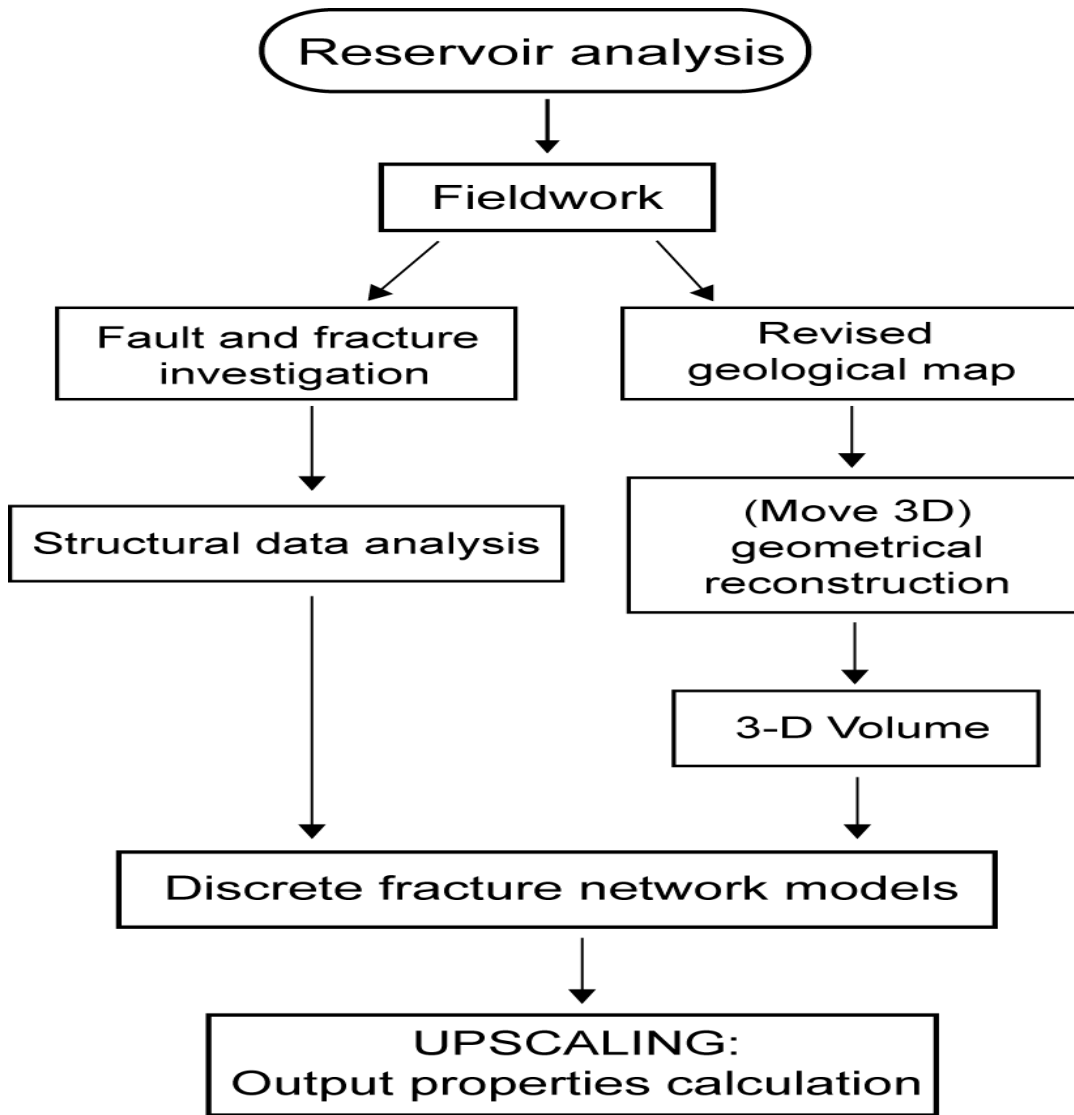 Reservoir analysis
Fieldwork
Fault and fracture
investigation
Revised
geological map
Structural data analysis
(Move 3D)
geometrical
reconstruction
3-D Volume
Discrete fracture network models
UPSCALING:
Output properties calculation